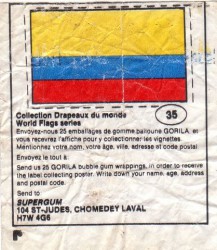 Collection Drapeaux du monde
World Flags series
35
Envoyez-nous 25 emballages de gomme balloune GORILA et
vous recevrez l'affiche pour y collectionner les vignettes.
Mentionnez votre nom, votre âge, ville, adresse et code postal
Envoyez le tout à:
Send us 25 GORILA bubble gum wrappings, in order to receive
the label collecting poster. Write down your name, age, address
and postal code.
Send to
SUPERGUM
104 ST-JUDES, CHOMEDEY LAVAL
H7W 4G6